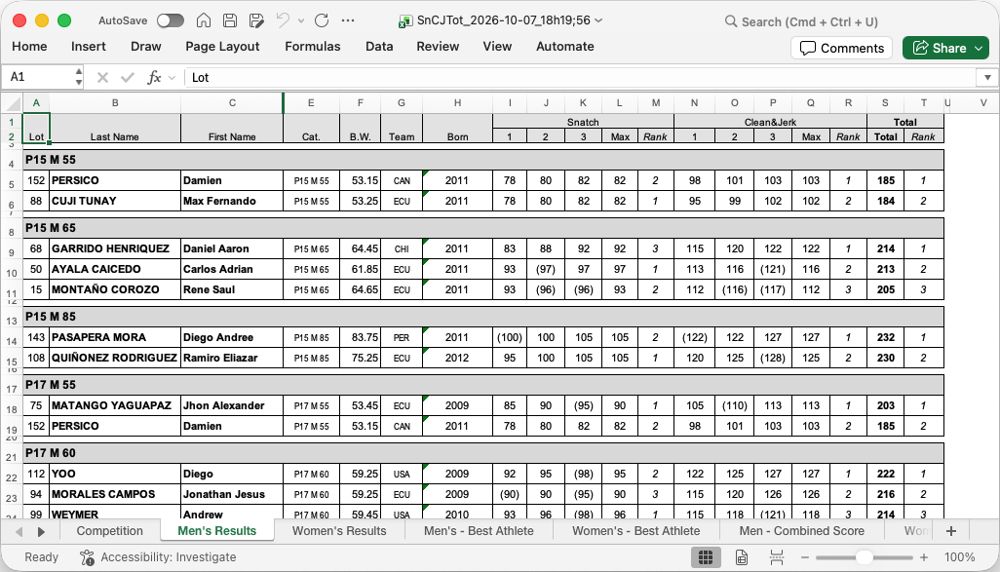 AutoSave SnCJTot_2026-10-07_18h19;56 Search (Cmd + Ctrl + U)
Home Insert Draw Page Layout Formulas Data Review View Automate Comments Share
A1 fx Lot
A B C E F G H I J K L M N O P Q R S T U V
1 Snatch Clean&Jerk Total
2 Lot Last Name First Name Cat. B.W. Team Born 1 2 3 Max Rank 1 2 3 Max Rank Total Rank
3
4 P15 M 55
5 152 PERSICO Damien P15 M 55 53.15 CAN 2011 78 80 82 82 2 98 101 103 103 1 185 1
6 88 CUJI TUNAY Max Fernando P15 M 55 53.25 ECU 2011 78 80 82 82 1 95 99 102 102 2 184 2
7
8 P15 M 65
9 68 GARRIDO HENRIQUEZ Daniel Aaron P15 M 65 64.45 CHI 2011 83 88 92 92 3 115 120 122 122 1 214 1
10 50 AYALA CAICEDO Carlos Adrian P15 M 65 61.85 ECU 2011 93 (97) 97 97 1 113 116 (121) 116 2 213 2
11 15 MONTAÑO COROZO Rene Saul P15 M 65 64.65 ECU 2011 93 (96) (96) 93 2 112 (116) (117) 112 3 205 3
12
13 P15 M 85
14 143 PASAPERA MORA Diego Andree P15 M 85 83.75 PER 2011 (100) 100 105 105 2 (122) 122 127 127 1 232 1
15 108 QUIÑONEZ RODRIGUEZ Ramiro Eliazar P15 M 85 75.25 ECU 2012 95 100 105 105 1 120 125 (128) 125 2 230 2
16
17 P17 M 55
18 75 MATANGO YAGUAPAZ Jhon Alexander P17 M 55 53.45 ECU 2009 85 90 (95) 90 1 105 (110) 113 113 1 203 1
19 152 PERSICO Damien P17 M 55 53.15 CAN 2011 78 80 82 82 2 98 101 103 103 2 185 2
20
21 P17 M 60
22 112 YOO Diego P17 M 60 59.25 USA 2009 92 95 (98) 95 2 122 125 127 127 1 222 1
23 94 MORALES CAMPOS Jonathan Jesus P17 M 60 59.25 ECU 2009 (90) 90 (95) 90 3 115 120 126 126 2 216 2
24 99 WEYMER Andrew P17 M 60 59.45 USA 2010 93 96 (98) 96 1 115 118 (121) 118 3 214 3
Competition Men's Results Women's Results Men's - Best Athlete Women's - Best Athlete Men - Combined Score
Ready Accessibility: Investigate 100%